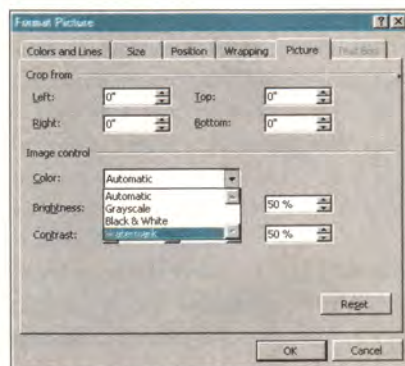 Format Picture ? ×
Colors and Lines Size Position Wrapping Picture Text Box
Crop from
Left: 0" Top: 0"
Right: 0" Bottom: 0"
Image control
Color: Automatic
Automatic
Grayscale
Black & White
Watermark
Brightness: 50 %
Contrast: 50 %
Reset
OK Cancel